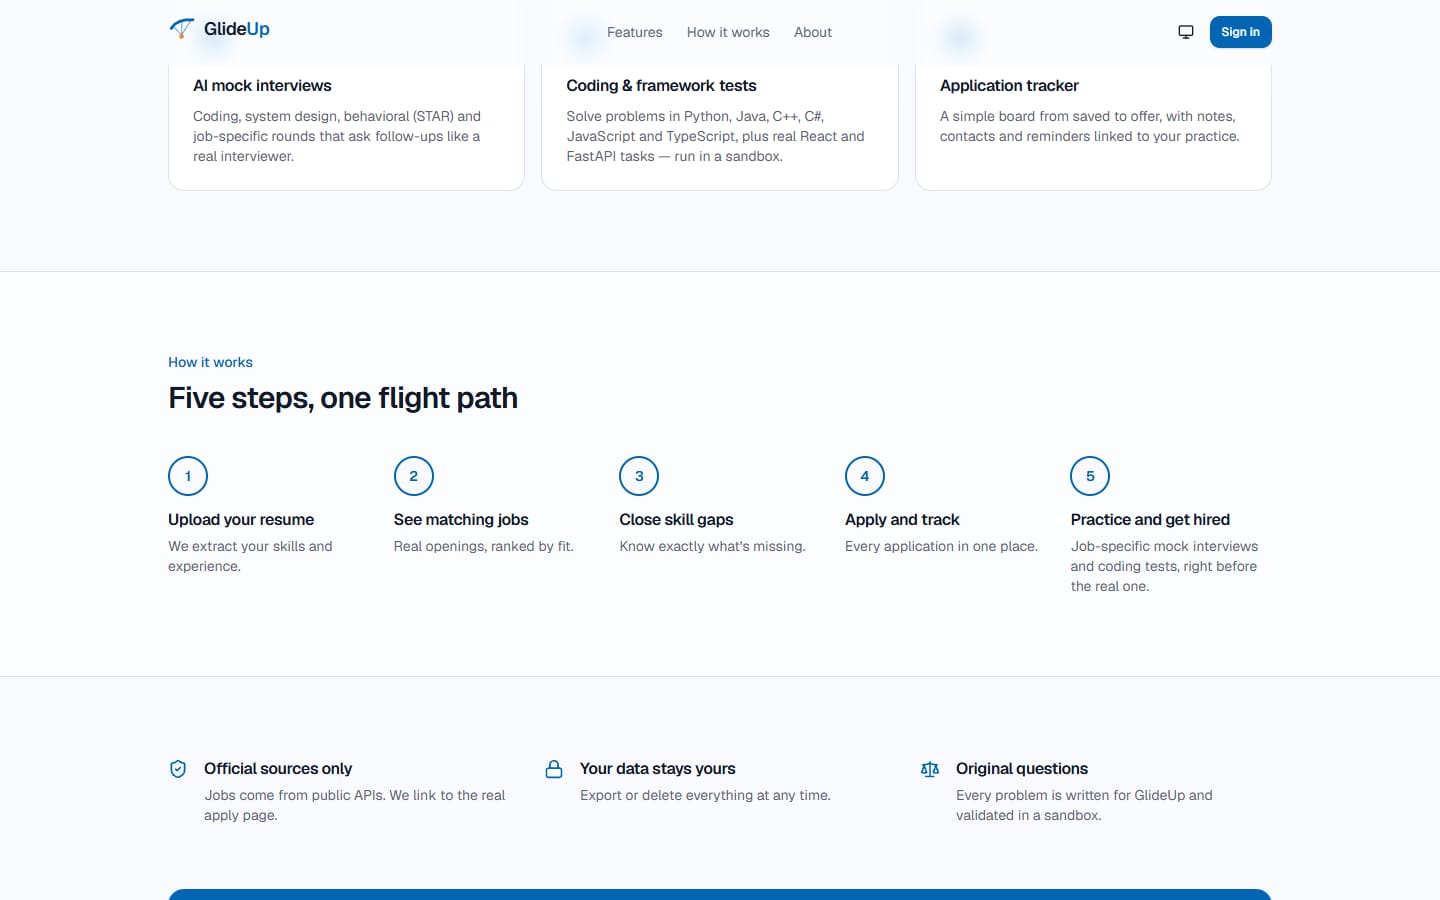 GlideUp
Features How it works About
Sign in
AI mock interviews
Coding, system design, behavioral (STAR) and
job-specific rounds that ask follow-ups like a
real interviewer.
Coding & framework tests
Solve problems in Python, Java, C++, C#,
JavaScript and TypeScript, plus real React and
FastAPI tasks — run in a sandbox.
Application tracker
A simple board from saved to offer, with notes,
contacts and reminders linked to your practice.
How it works
Five steps, one flight path
1
Upload your resume
We extract your skills and
experience.
2
See matching jobs
Real openings, ranked by fit.
3
Close skill gaps
Know exactly what's missing.
4
Apply and track
Every application in one place.
5
Practice and get hired
Job-specific mock interviews
and coding tests, right before
the real one.
Official sources only
Jobs come from public APIs. We link to the real
apply page.
Your data stays yours
Export or delete everything at any time.
Original questions
Every problem is written for GlideUp and
validated in a sandbox.